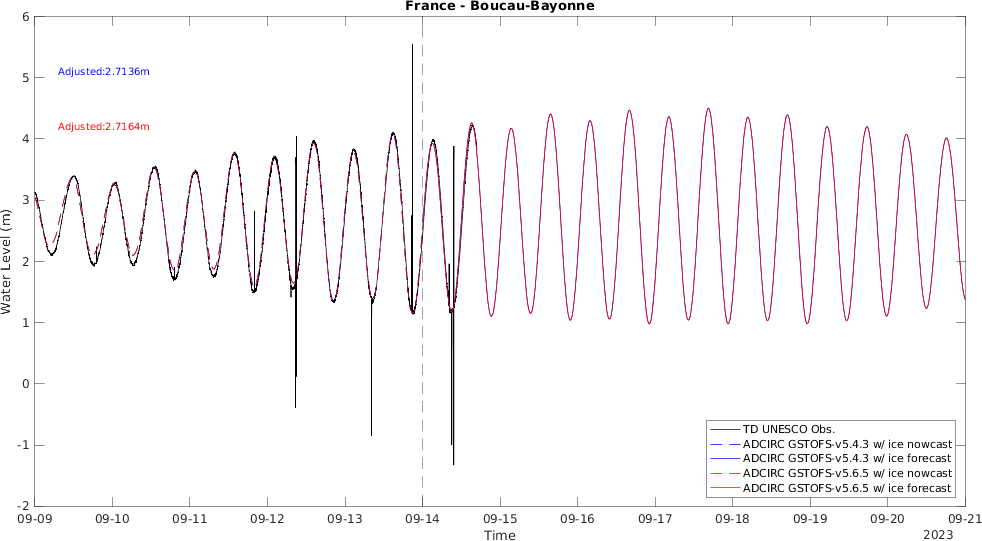 France - Boucau-Bayonne
6
5
4
3
2
1
0
-1
-2
Water Level (m)
Adjusted:2.7136m
Adjusted:2.7164m
TD UNESCO Obs.
ADCIRC GSTOFS-v5.4.3 w/ ice nowcast
ADCIRC GSTOFS-v5.4.3 w/ ice forecast
ADCIRC GSTOFS-v5.6.5 w/ ice nowcast
ADCIRC GSTOFS-v5.6.5 w/ ice forecast
09-09 09-10 09-11 09-12 09-13 09-14 09-15 09-16 09-17 09-18 09-19 09-20 09-21
Time
2023